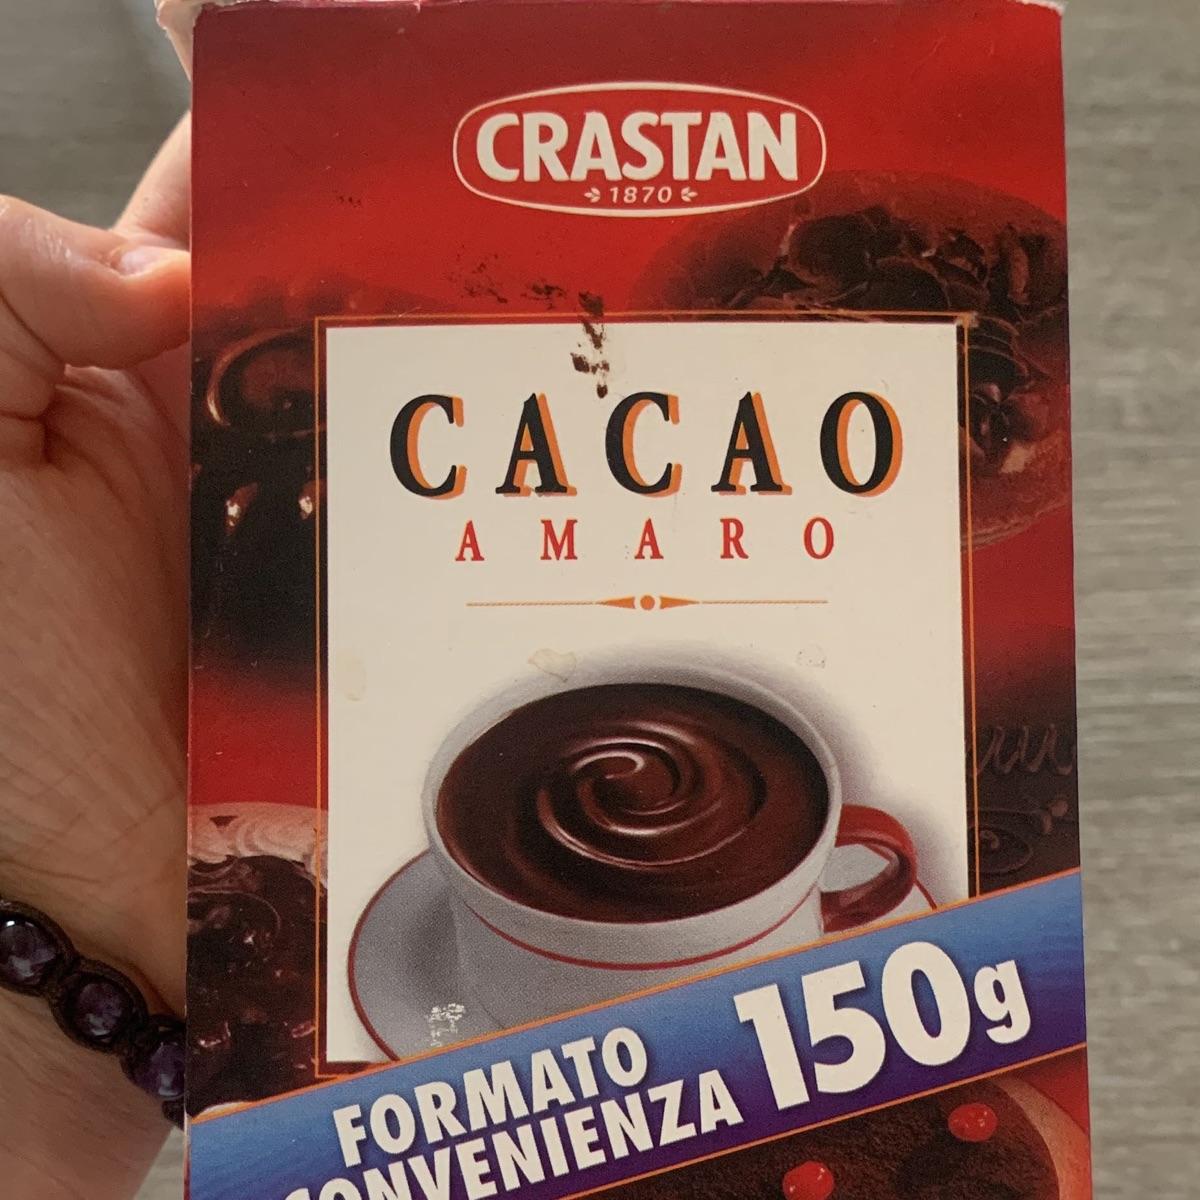 CRASTAN
1870
CACAO
AMARO
FORMATO
CONVENIENZA
150g